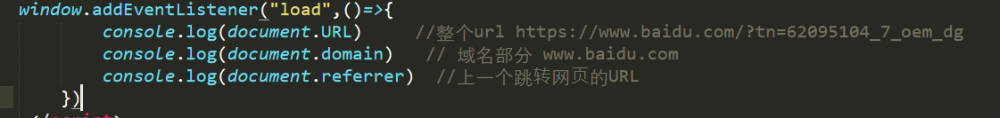 window.addEventListener("load",()=>{
console.log(document.URL) //整个url https://www.baidu.com/?tn=62095104_7_oem_dg
console.log(document.domain) // 域名部分 www.baidu.com
console.log(document.referrer) //上一个跳转网页的URL
})
</script>